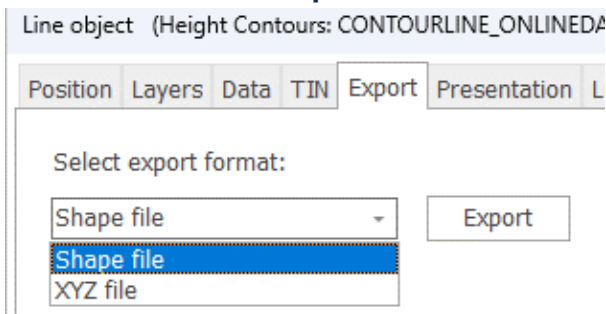 Line object (Height Contours: CONTOURLINE_ONLINEDA
Position Layers Data TIN Export Presentation
Select export format:
Shape file Export
Shape file
XYZ file